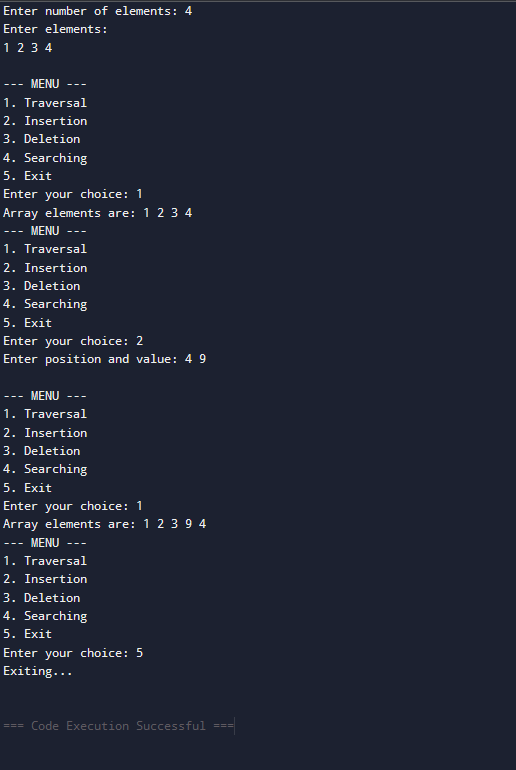 Enter number of elements: 4
Enter elements:
1 2 3 4
--- MENU ---
1. Traversal
2. Insertion
3. Deletion
4. Searching
5. Exit
Enter your choice: 1
Array elements are: 1 2 3 4
--- MENU ---
1. Traversal
2. Insertion
3. Deletion
4. Searching
5. Exit
Enter your choice: 2
Enter position and value: 4 9
--- MENU ---
1. Traversal
2. Insertion
3. Deletion
4. Searching
5. Exit
Enter your choice: 1
Array elements are: 1 2 3 9 4
--- MENU ---
1. Traversal
2. Insertion
3. Deletion
4. Searching
5. Exit
Enter your choice: 5
Exiting...
=== Code Execution Successful ===